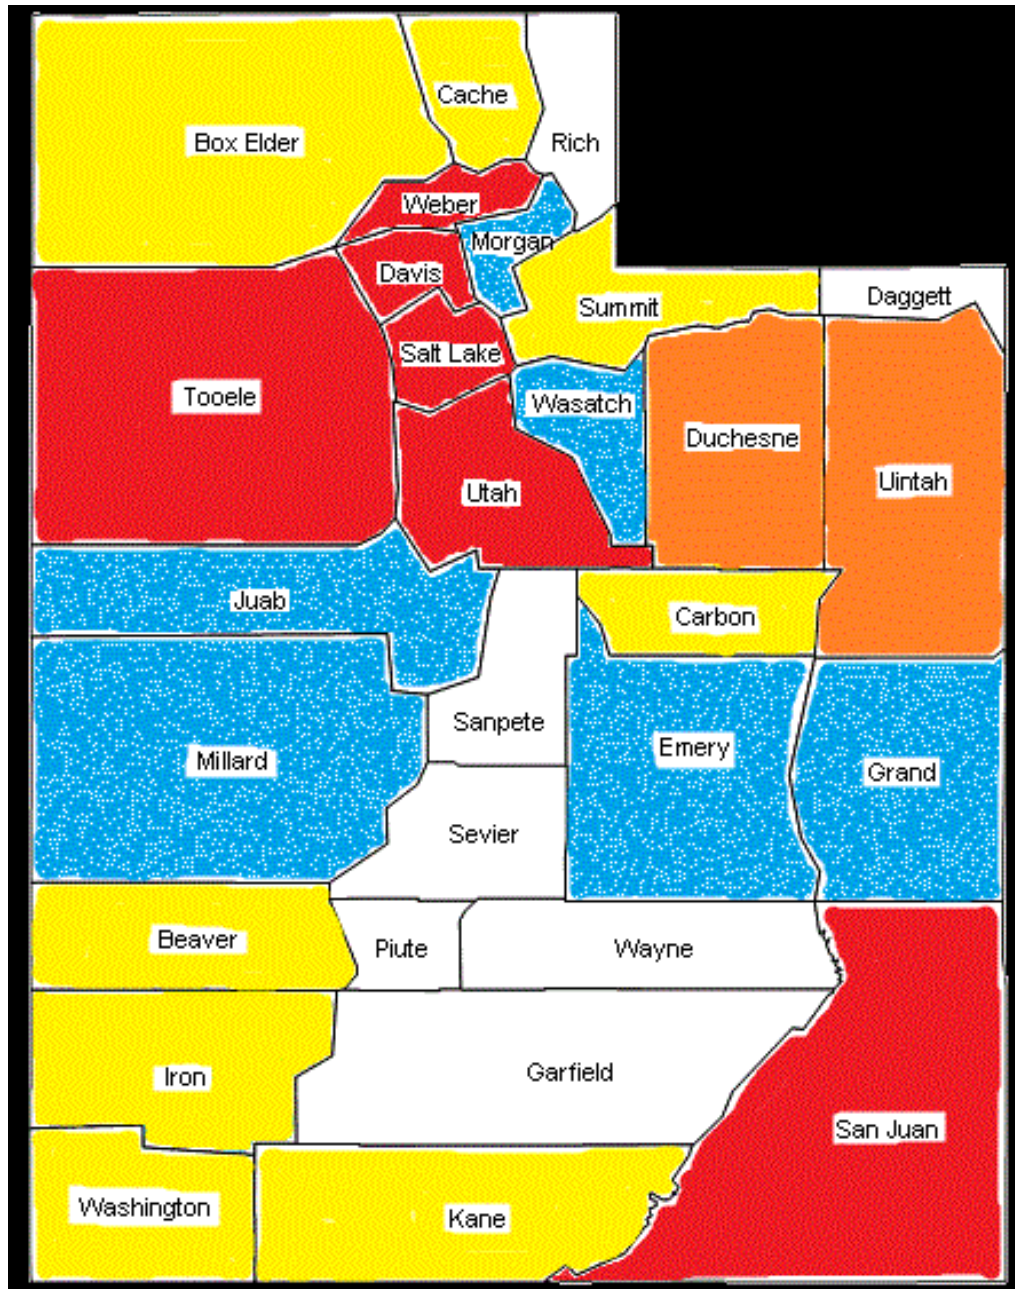 Cache
Box Elder
Rich
Weber
Morgan
Davis
Summit
Daggett
Salt Lake
Tooele
Wasatch
Duchesne
Uintah
Utah
Juab
Carbon
Sanpete
Emery
Millard
Grand
Sevier
Beaver
Piute
Wayne
Iron
Garfield
San Juan
Washington
Kane